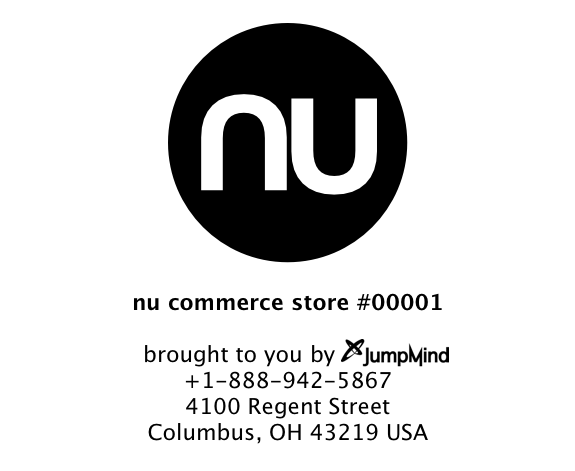 nu
nu commerce store #00001
brought to you by JumpMind
+1-888-942-5867
4100 Regent Street
Columbus, OH 43219 USA